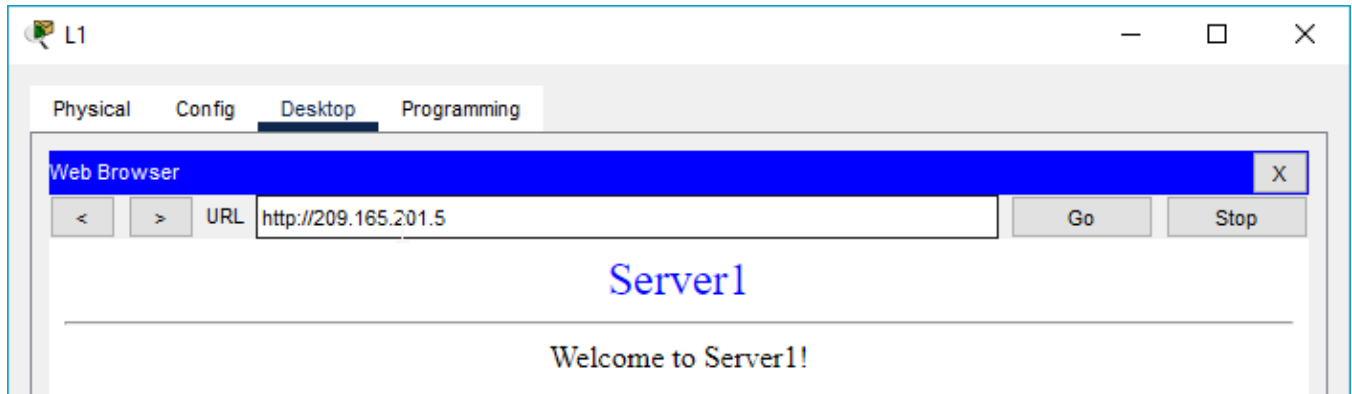 L1
Physical Config Desktop Programming
Web Browser X
< > URL http://209.165.201.5 Go Stop
Server1
Welcome to Server1!